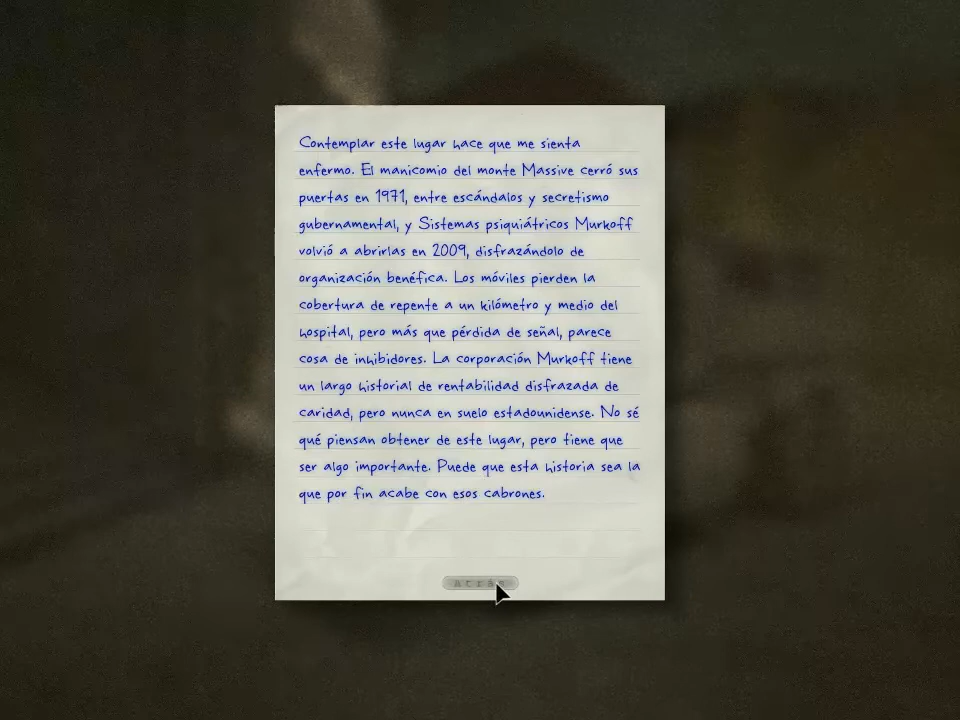 Contemplar este lugar hace que me sienta
enfermo. El manicomio del monte Massive cerró sus
puertas en 1971, entre escándalos y secretismo
gubernamental, y Sistemas psiquiátricos Murkoff
volvió a abrirlas en 2009, disfrazándolo de
organización benéfica. Los móviles pierden la
cobertura de repente a un kilómetro y medio del
hospital, pero más que pérdida de señal, parece
cosa de inhibidores. La corporación Murkoff tiene
un largo historial de rentabilidad disfrazada de
caridad, pero nunca en suelo estadounidense. No sé
qué piensan obtener de este lugar, pero tiene que
ser algo importante. Puede que esta historia sea la
que por fin acabe con esos cabrones.
Atrás